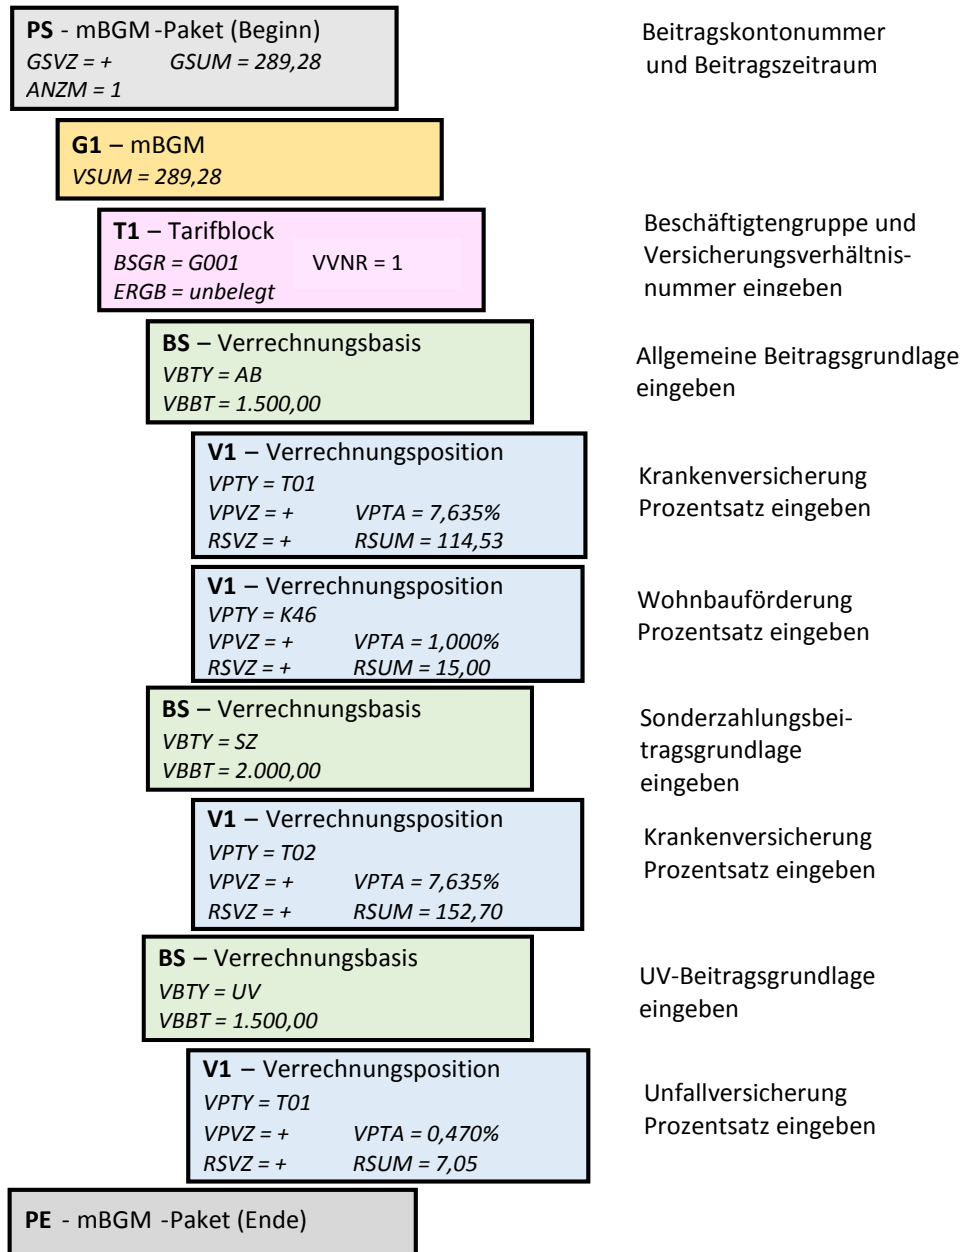 PS - mBGM -Paket (Beginn)
GSVZ = + GSUM = 289,28
ANZM = 1
Beitragskontonummer
und Beitragszeitraum
G1 – mBGM
VSUM = 289,28
T1 – Tarifblock
BSGR = G001 VVNR = 1
ERGB = unbelegt
Beschäftigtengruppe und
Versicherungsverhältnis-
nummer eingeben
BS – Verrechnungsbasis
VBTY = AB
VBBT = 1.500,00
Allgemeine Beitragsgrundlage
eingeben
V1 – Verrechnungsposition
VPTY = T01
VPVZ = + VPTA = 7,635%
RSVZ = + RSUM = 114,53
Krankenversicherung
Prozentsatz eingeben
V1 – Verrechnungsposition
VPTY = K46
VPVZ = + VPTA = 1,000%
RSVZ = + RSUM = 15,00
Wohnbauförderung
Prozentsatz eingeben
BS – Verrechnungsbasis
VBTY = SZ
VBBT = 2.000,00
Sonderzahlungsbei-
tragsgrundlage
eingeben
V1 – Verrechnungsposition
VPTY = T02
VPVZ = + VPTA = 7,635%
RSVZ = + RSUM = 152,70
Krankenversicherung
Prozentsatz eingeben
BS – Verrechnungsbasis
VBTY = UV
VBBT = 1.500,00
UV-Beitragsgrundlage
eingeben
V1 – Verrechnungsposition
VPTY = T01
VPVZ = + VPTA = 0,470%
RSVZ = + RSUM = 7,05
Unfallversicherung
Prozentsatz eingeben
PE - mBGM -Paket (Ende)